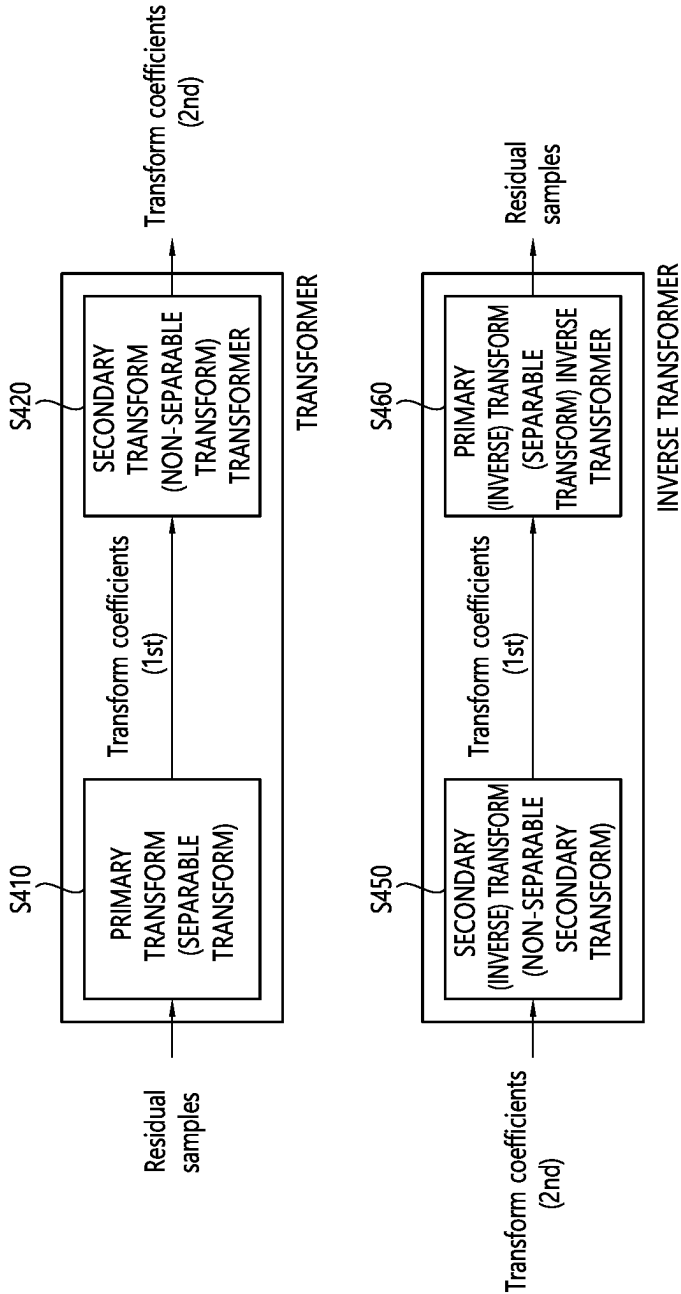 S410
S420
Residual
samples
PRIMARY
TRANSFORM
(SEPARABLE
TRANSFORM)
Transform coefficients
(1st)
SECONDARY
TRANSFORM
(NON-SEPARABLE
TRANSFORM)
TRANSFORMER
Transform coefficients
(2nd)
TRANSFORMER
S450
S460
Transform coefficients
(2nd)
SECONDARY
(INVERSE) TRANSFORM
(NON-SEPARABLE
SECONDARY
TRANSFORM)
Transform coefficients
(1st)
PRIMARY
(INVERSE) TRANSFORM
(SEPARABLE
TRANSFORM) INVERSE
TRANSFORMER
Residual
samples
INVERSE TRANSFORMER